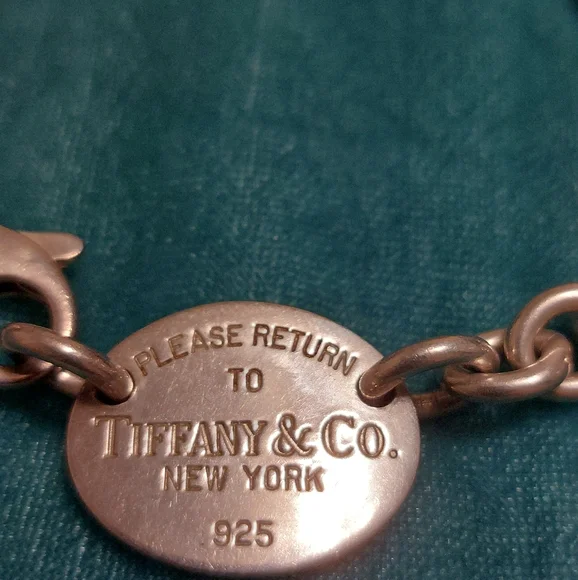 PLEASE RETURN
TO
TIFFANY & CO.
NEW YORK
925